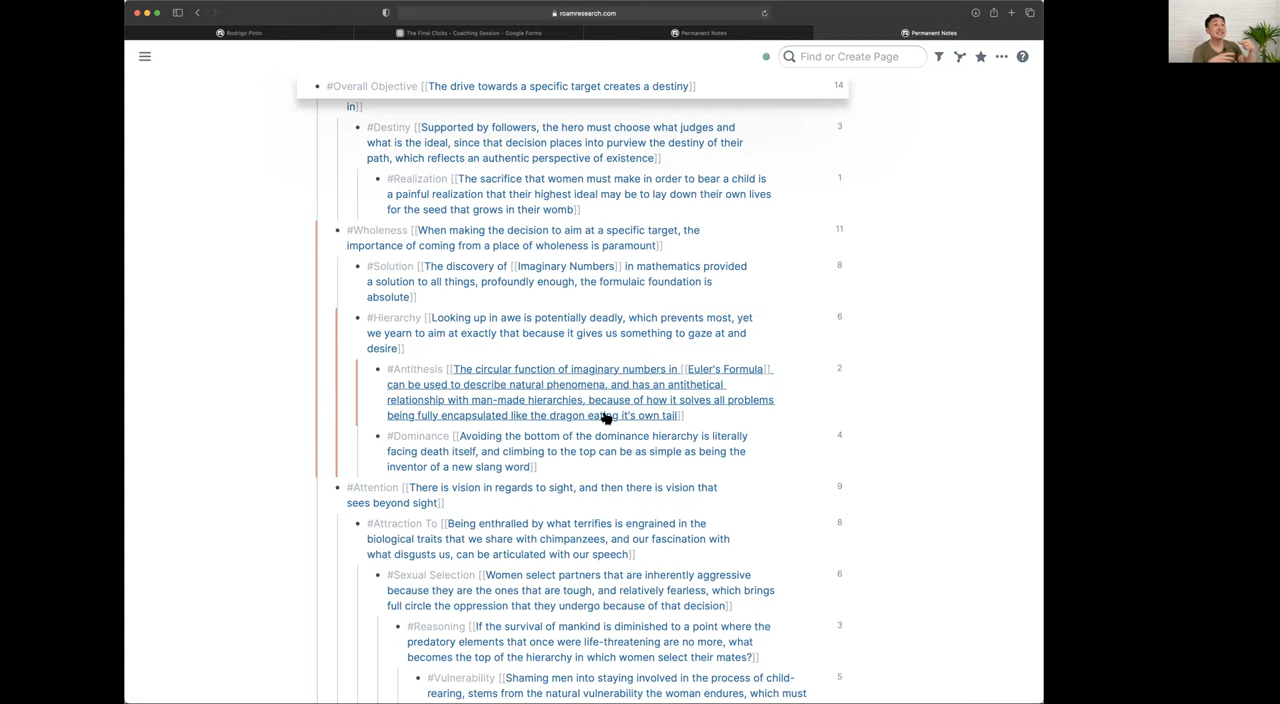 roamresearch.com
Rodrigo Pinto
The Final Clicks - Coaching Session - Google Forms
Permanent Notes
Permanent Notes
Find or Create Page
#Overall Objective [[The drive towards a specific target creates a destiny]]
14
in]]
#Destiny [[Supported by followers, the hero must choose what judges and
3
what is the ideal, since that decision places into purview the destiny of their
path, which reflects an authentic perspective of existence]]
#Realization [[The sacrifice that women must make in order to bear a child is
1
a painful realization that their highest ideal may be to lay down their own lives
for the seed that grows in their womb]]
#Wholeness [[When making the decision to aim at a specific target, the
11
importance of coming from a place of wholeness is paramount]]
#Solution [[The discovery of [[Imaginary Numbers]] in mathematics provided
8
a solution to all things, profoundly enough, the formulaic foundation is
absolute]]
#Hierarchy [[Looking up in awe is potentially deadly, which prevents most, yet
6
we yearn to aim at exactly that because it gives us something to gaze at and
desire]]
#Antithesis [[The circular function of imaginary numbers in [[Euler's Formula]]
2
can be used to describe natural phenomena, and has an antithetical
relationship with man-made hierarchies, because of how it solves all problems
being fully encapsulated like the dragon eating it's own tail]]
#Dominance [[Avoiding the bottom of the dominance hierarchy is literally
4
facing death itself, and climbing to the top can be as simple as being the
inventor of a new slang word]]
#Attention [[There is vision in regards to sight, and then there is vision that
9
sees beyond sight]]
#Attraction To [[Being enthralled by what terrifies is engrained in the
8
biological traits that we share with chimpanzees, and our fascination with
what disgusts us, can be articulated with our speech]]
#Sexual Selection [[Women select partners that are inherently aggressive
6
because they are the ones that are tough, and relatively fearless, which brings
full circle the oppression that they undergo because of that decision]]
#Reasoning [[If the survival of mankind is diminished to a point where the
3
predatory elements that once were life-threatening are no more, what
becomes the top of the hierarchy in which women select their mates?]]
#Vulnerability [[Shaming men into staying involved in the process of child-
5
rearing, stems from the natural vulnerability the woman endures, which must